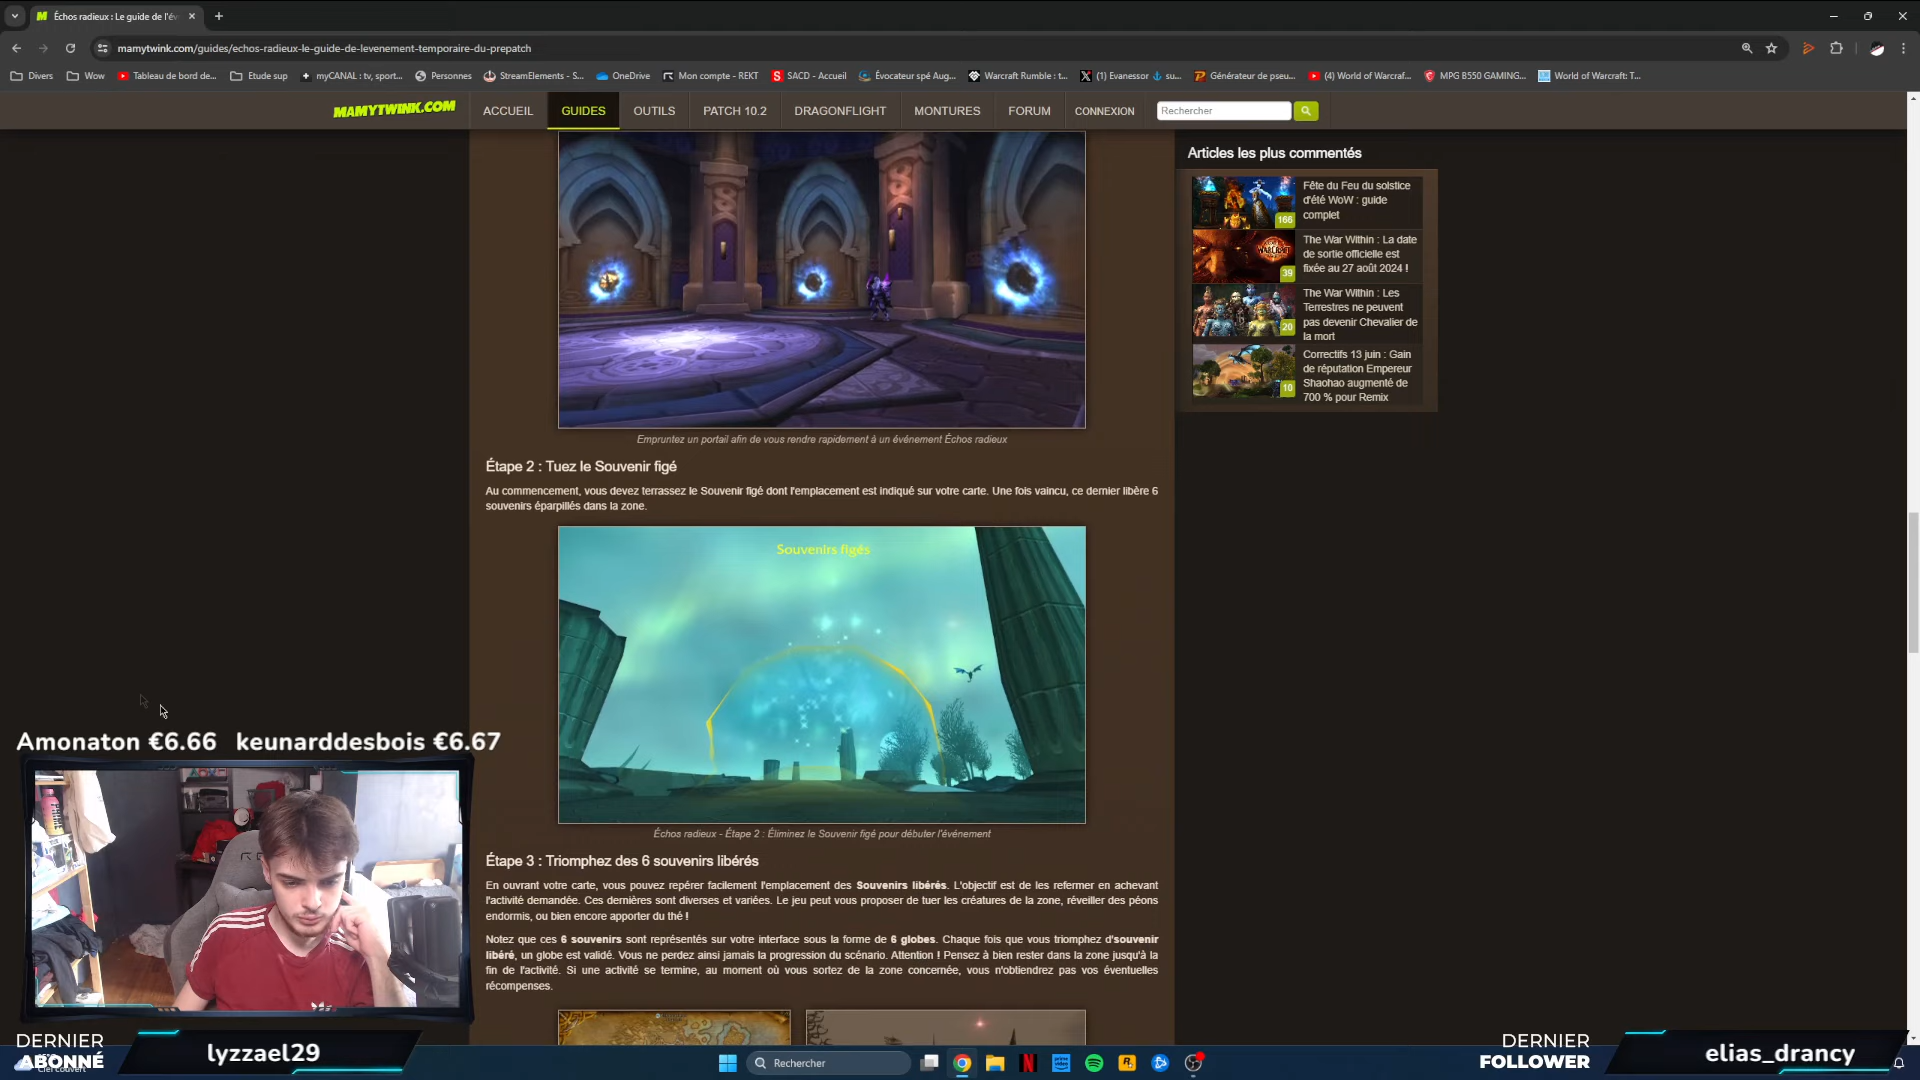 Échos radieux : Le guide de l'év
mamytwink.com/guides/echos-radieux-le-guide-de-levenement-temporaire-du-prepatch
Divers
Wow
Tableau de bord de...
Etude sup
myCANAL : tv, sport...
Personnes
StreamElements - S...
OneDrive
Mon compte - REKT
SACD - Accueil
Évocateur spé Aug...
Warcraft Rumble : t...
(1) Evanessor ⚓ su...
Générateur de pseu...
(4) World of Warcraf...
MPG B550 GAMING...
World of Warcraft: T...
MAMYTWINK.COM
ACCUEIL
GUIDES
OUTILS
PATCH 10.2
DRAGONFLIGHT
MONTURES
FORUM
CONNEXION
Rechercher
Articles les plus commentés
Fête du Feu du solstice
d'été WoW : guide
complet
166
The War Within : La date
de sortie officielle est
fixée au 27 août 2024 !
39
The War Within : Les
Terrestres ne peuvent
pas devenir Chevalier de
la mort
20
Correctifs 13 juin : Gain
de réputation Empereur
Shaohao augmenté de
700 % pour Remix
10
Empruntez un portail afin de vous rendre rapidement à un événement Échos radieux
Étape 2 : Tuez le Souvenir figé
Au commencement, vous devez terrassez le Souvenir figé dont l'emplacement est indiqué sur votre carte. Une fois vaincu, ce dernier libère 6
souvenirs éparpillés dans la zone.
Souvenirs figés
Échos radieux - Étape 2 : Éliminez le Souvenir figé pour débuter l'événement
Étape 3 : Triomphez des 6 souvenirs libérés
En ouvrant votre carte, vous pouvez repérer facilement l'emplacement des Souvenirs libérés. L'objectif est de les refermer en achevant
l'activité demandée. Ces dernières sont diverses et variées. Le jeu peut vous proposer de tuer les créatures de la zone, réveiller des péons
endormis, ou bien encore apporter du thé !
Notez que ces 6 souvenirs sont représentés sur votre interface sous la forme de 6 globes. Chaque fois que vous triomphez d'souvenir
libéré, un globe est validé. Vous ne perdez ainsi jamais la progression du scénario. Attention ! Pensez à bien rester dans la zone jusqu'à la
fin de l'activité. Si une activité se termine, au moment où vous sortez de la zone concernée, vous n'obtiendrez pas vos éventuelles
récompenses.
Amonaton €6.66 keunarddesbois €6.67
DERNIER
ABONNÉ
lyzzael29
Ciel couvert
Rechercher
DERNIER
FOLLOWER
elias_drancy